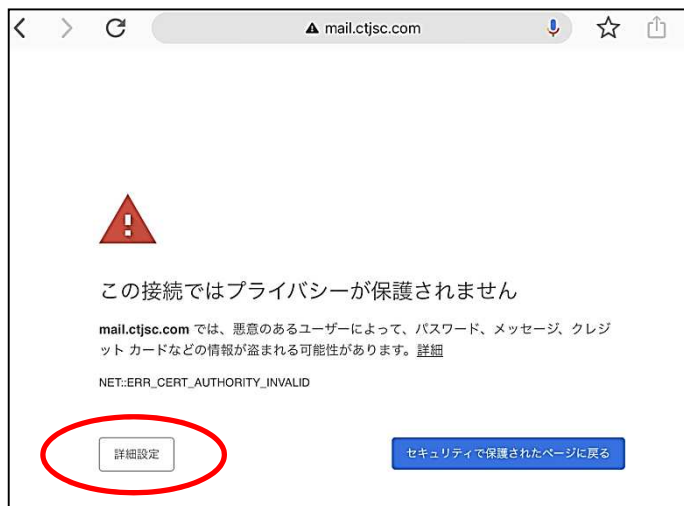 mail.ctjsc.com
この接続ではプライバシーが保護されません
mail.ctjsc.com では、悪意のあるユーザーによって、パスワード、メッセージ、クレジ
ット カードなどの情報が盗まれる可能性があります。詳細
NET::ERR_CERT_AUTHORITY_INVALID
詳細設定
セキュリティで保護されたページに戻る